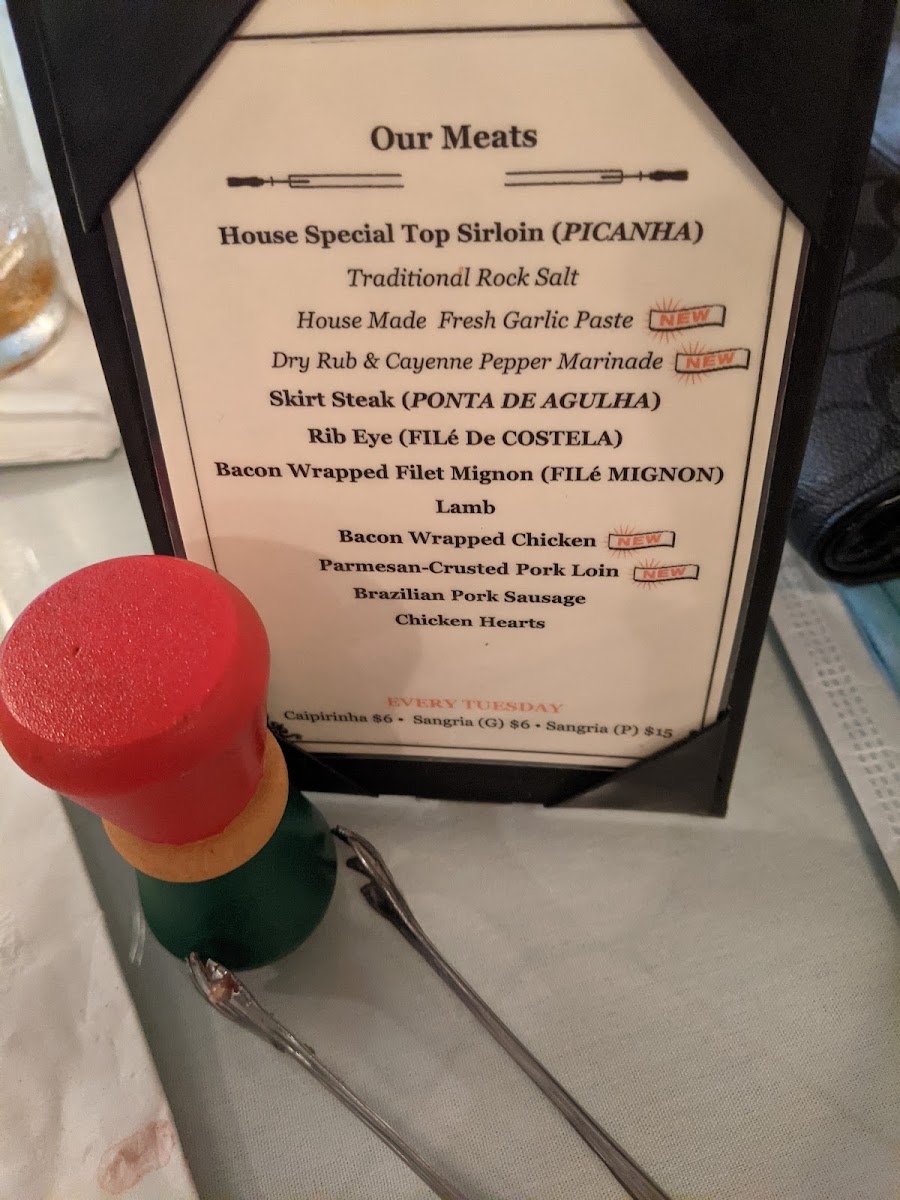 Our Meats
House Special Top Sirloin (PICANHA)
Traditional Rock Salt
House Made Fresh Garlic Paste NEW
Dry Rub & Cayenne Pepper Marinade NEW
Skirt Steak (PONTA DE AGULHA)
Rib Eye (FILé De COSTELA)
Bacon Wrapped Filet Mignon (FILé MIGNON)
Lamb
Bacon Wrapped Chicken NEW
Parmesan-Crusted Pork Loin NEW
Brazilian Pork Sausage
Chicken Hearts
EVERY TUESDAY
Caipirinha $6 • Sangria (G) $6 • Sangria (P) $15